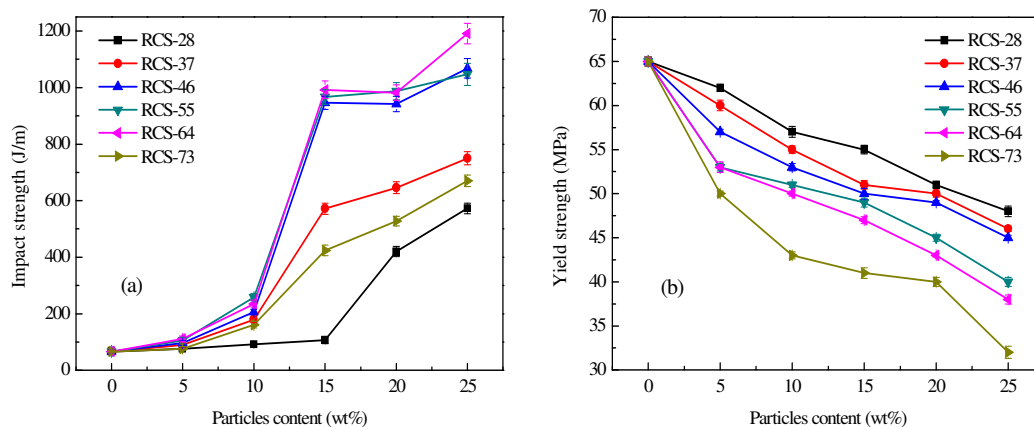 1200
1000
800
600
400
200
0
Impact strength (J/m)
RCS-28
RCS-37
RCS-46
RCS-55
RCS-64
RCS-73
(a)
0 5 10 15 20 25
Particles content (wt%)
70
65
60
55
50
45
40
35
30
Yield strength (MPa)
RCS-28
RCS-37
RCS-46
RCS-55
RCS-64
RCS-73
(b)
0 5 10 15 20 25
Particles content (wt%)